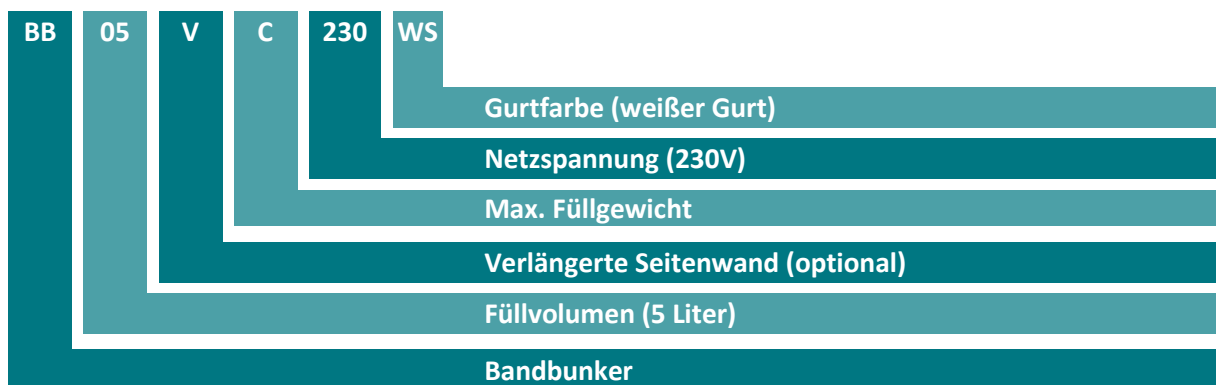 BB 05 V C 230 WS
Gurtfarbe (weißer Gurt)
Netzspannung (230V)
Max. Füllgewicht
Verlängerte Seitenwand (optional)
Füllvolumen (5 Liter)
Bandbunker